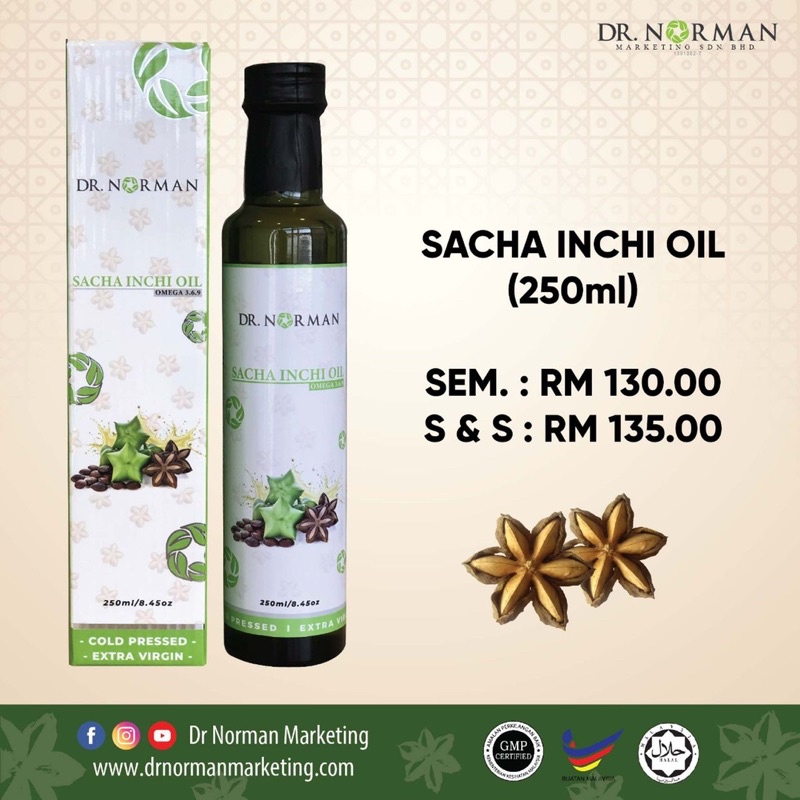 DR. NORMAN
MARKETING SDN BHD
DR. NORMAN
SACHA INCHI OIL
OMEGA 3.6.9
250ml/8.45oz
- COLD PRESSED -
- EXTRA VIRGIN -
DR. NORMAN
SACHA INCHI OIL
250ml/8.45oz
PRESSED | EXTRA
SACHA INCHI OIL
(250ml)
SEM. : RM 130.00
S & S : RM 135.00
Dr Norman Marketing
www.drnormanmarketing.com
GMP
CERTIFIED
BUATAN MALAYSIA
MALAYSIA
حلال
HALAL